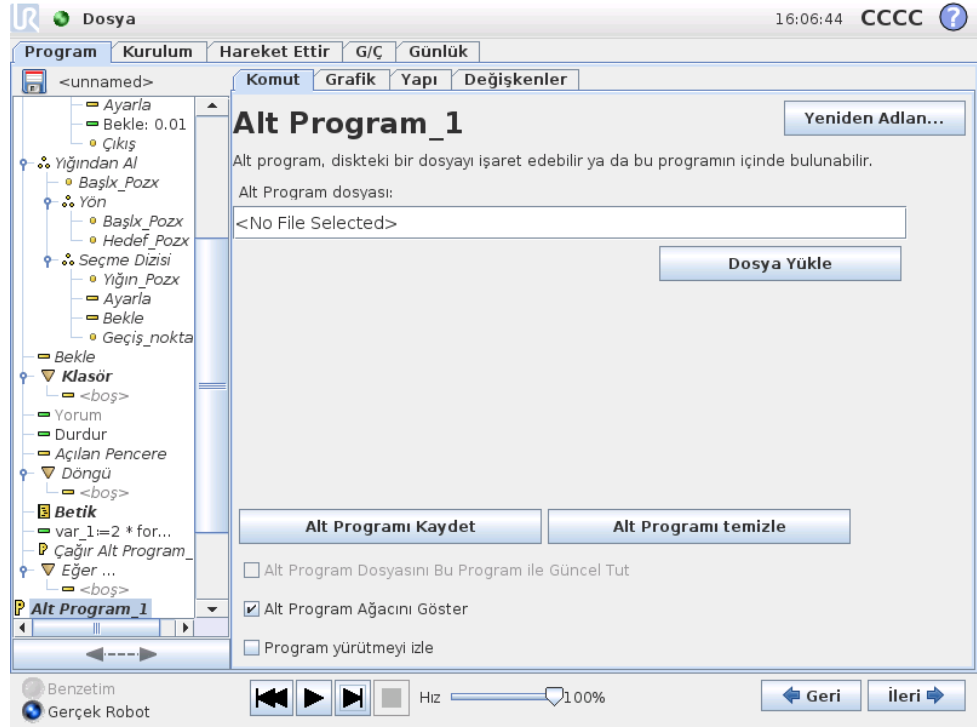 UR Dosya 16:06:44 CCCC ?
Program Kurulum Hareket Ettir G/Ç Günlük
<unnamed>
Ayarla
Bekle: 0.01
Çıkış
Yığından Al
Başlx_Pozx
Yön
Başlx_Pozx
Hedef_Pozx
Seçme Dizisi
Yığın_Pozx
Ayarla
Bekle
Geçiş_nokta
Bekle
Klasör
<boş>
Yorum
Durdur
Açılan Pencere
Döngü
<boş>
Betik
var_1:=2 * for...
Çağır Alt Program_
Eğer ...
<boş>
Alt Program_1
Komut Grafik Yapı Değişkenler
Alt Program_1
Yeniden Adlan...
Alt program, diskteki bir dosyayı işaret edebilir ya da bu programın içinde bulunabilir.
Alt Program dosyası:
<No File Selected>
Dosya Yükle
Alt Programı Kaydet Alt Programı temizle
Alt Program Dosyasını Bu Program ile Güncel Tut
Alt Program Ağacını Göster
Program yürütmeyi izle
Benzetim
Gerçek Robot
Hız 100%
Geri İleri